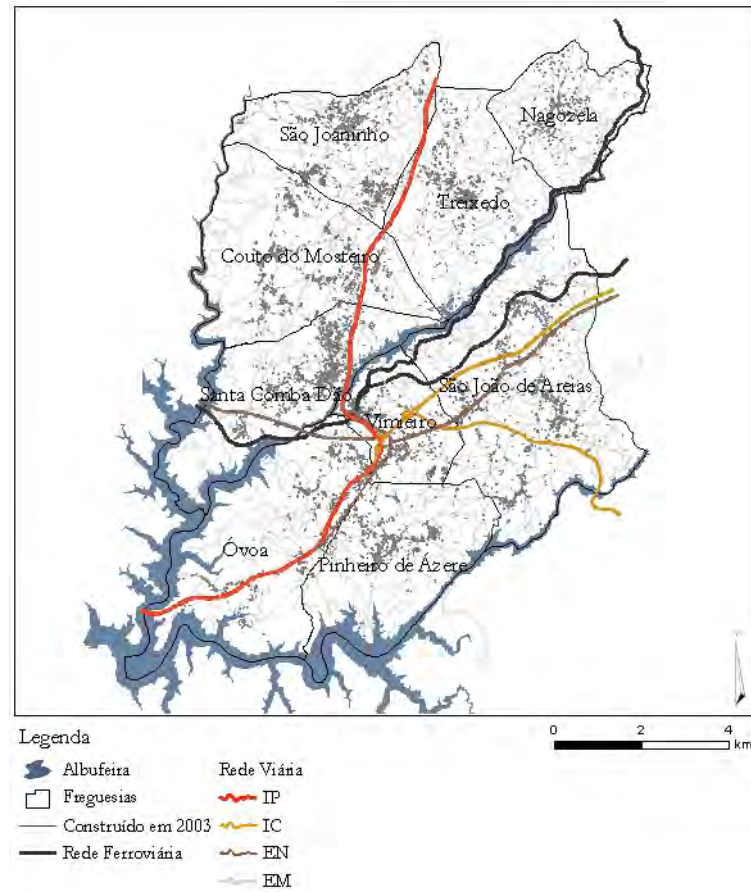 Nagozela
São Joaninho
Treixedo
Couto do Mosteiro
Santa Comba Dão
São João de Areias
Vimieiro
Óvoa
Pinheiro de Ázere
0 2 4
km
Legenda
Albufeira
Rede Viária
Freguesias
IP
Construído em 2003
IC
Rede Ferroviária
EN
EM